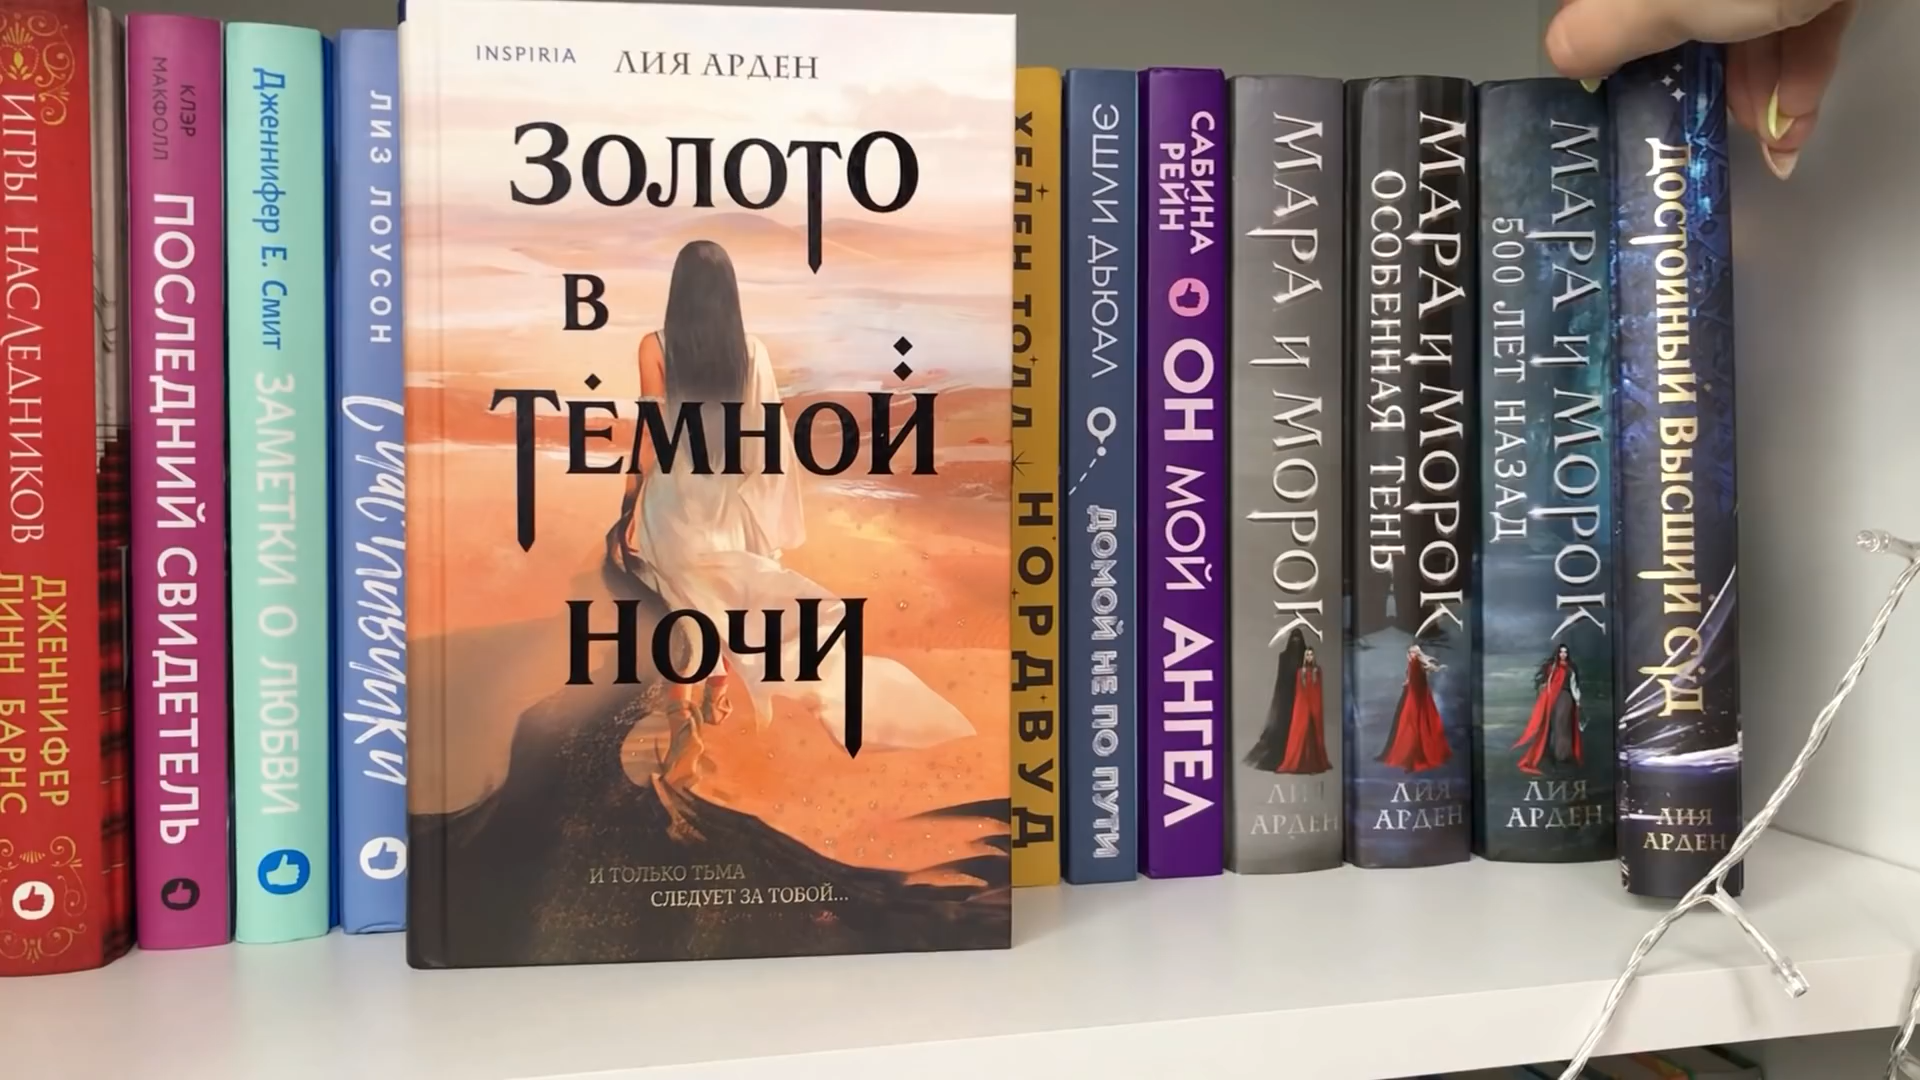 ИГРЫ НАСЛЕДНИКОВ
ДЖЕННИФЕР
ЛИНН БАРНС
КЛЭР
МАКФОЛЛ
ПОСЛЕДНИЙ СВИДЕТЕЛЬ
Дженнифер Е. Смит
ЗАМЕТКИ О ЛЮБВИ
ЛИЗ ЛОУСОН
Счастливчики
INSPIRIA
ЛИЯ АРДЕН
ЗОЛОТО
В
ТЁМНОЙ
НОЧИ
И ТОЛЬКО ТЬМА
СЛЕДУЕТ ЗА ТОБОЙ...
ХЕЛЕН ТОДД
НОРДВУД
ЭШЛИ ДЬЮАЛ
ДОМОЙ НЕ ПО ПУТИ
САБИНА
РЕЙН
ОН МОЙ АНГЕЛ
МАРА И МОРОК
ЛИЯ
АРДЕН
МАРА И МОРОК
ОСОБЕННАЯ ТЕНЬ
ЛИЯ
АРДЕН
МАРА И МОРОК
500 ЛЕТ НАЗАД
ЛИЯ
АРДЕН
ДОСТОЙНЫЙ ВЫСШИЙ СУД
ЛИЯ
АРДЕН